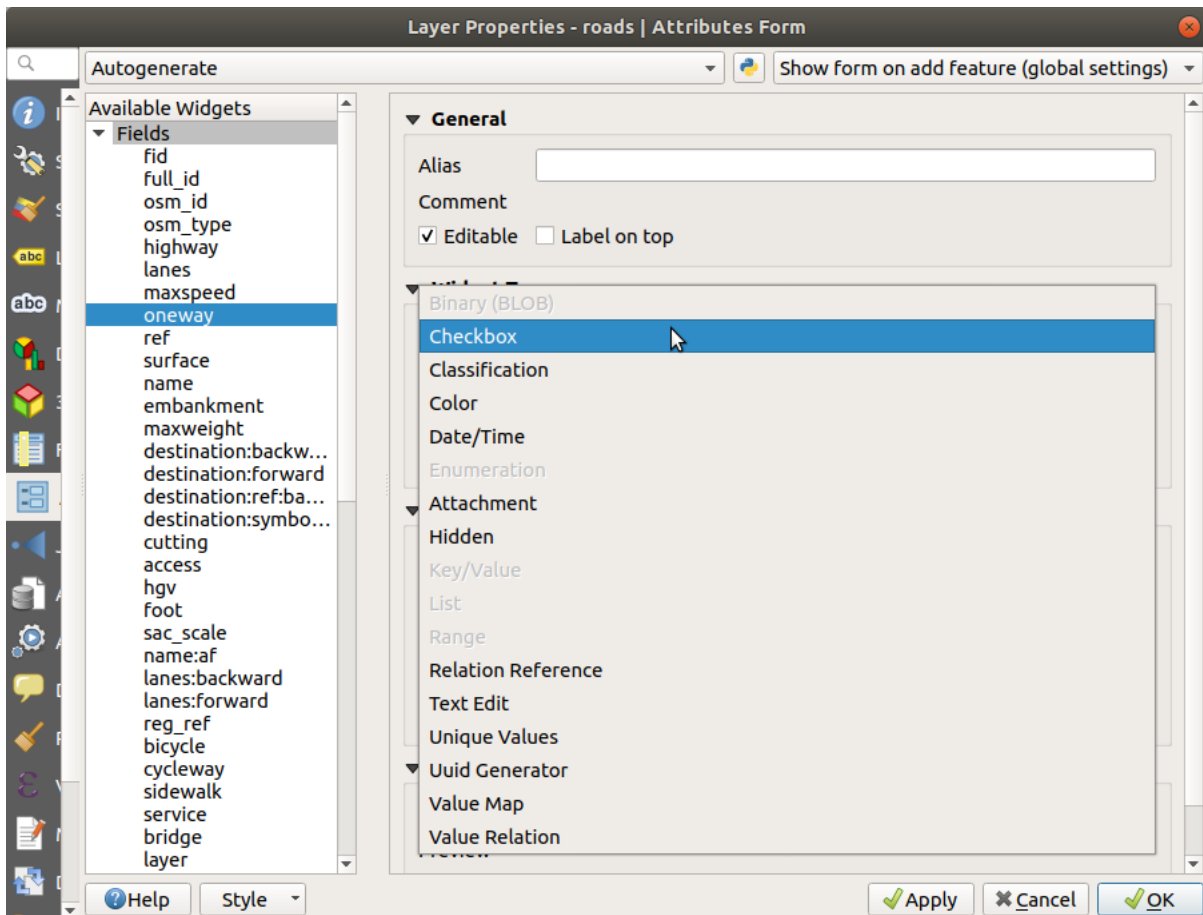 Layer Properties - roads | Attributes Form
Autogenerate
Show form on add feature (global settings)
Available Widgets
Fields
fid
full_id
osm_id
osm_type
highway
lanes
maxspeed
oneway
ref
surface
name
embankment
maxweight
destination:backw...
destination:forward
destination:ref:ba...
destination:symbo...
cutting
access
hgv
foot
sac_scale
name:af
lanes:backward
lanes:forward
reg_ref
bicycle
cycleway
sidewalk
service
bridge
layer
General
Alias
Comment
Editable
Label on top
Binary (BLOB)
Checkbox
Classification
Color
Date/Time
Enumeration
Attachment
Hidden
Key/Value
List
Range
Relation Reference
Text Edit
Unique Values
Uuid Generator
Value Map
Value Relation
abc
abc
Help
Style
Apply
Cancel
OK